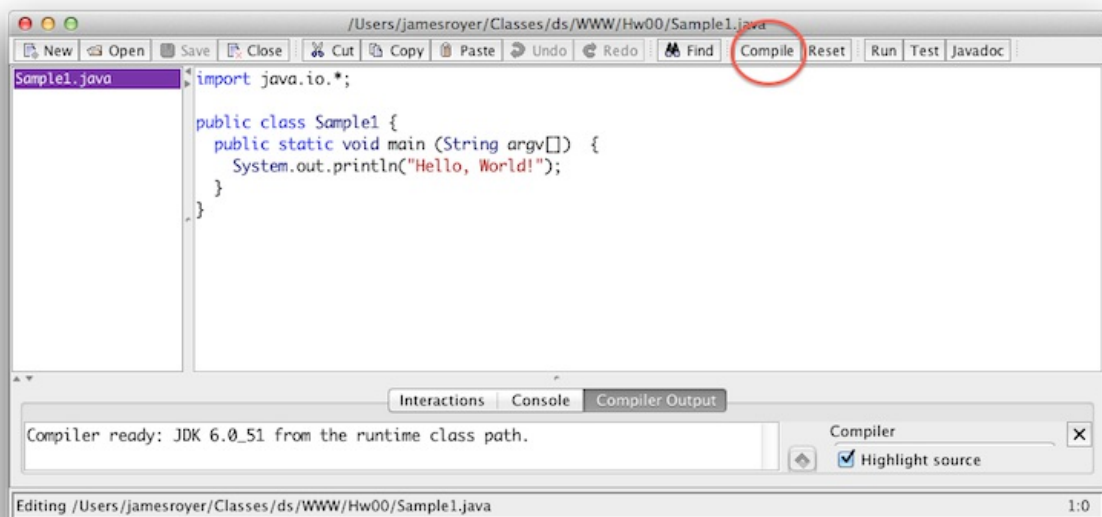 /Users/jamesroyer/Classes/ds/WWW/Hw00/Sample1.java
New Open Save Close Cut Copy Paste Undo Redo Find Compile Reset Run Test Javadoc
Sample1.java
import java.io.*;
public class Sample1 {
public static void main (String argv[])  {
System.out.println("Hello, World!");
}
}
Interactions Console Compiler Output
Compiler ready: JDK 6.0_51 from the runtime class path.
Compiler
Highlight source
Editing /Users/jamesroyer/Classes/ds/WWW/Hw00/Sample1.java 1:0